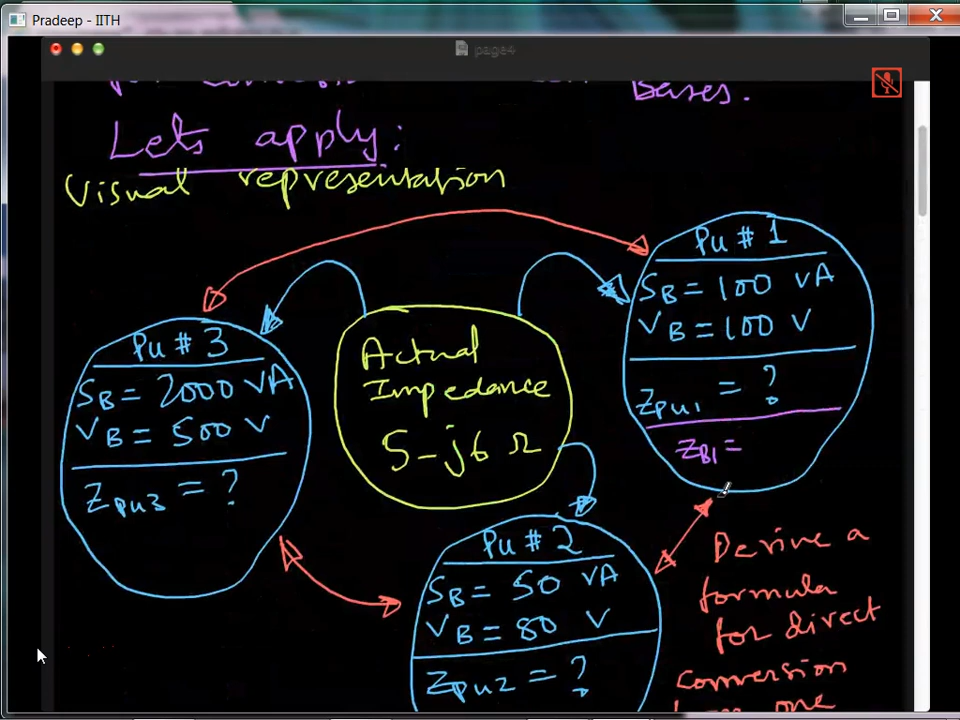 Pradeep - IITH
page4
Bases.
Lets apply:
Visual representation
Pu # 1
SB = 100 VA
VB = 100 V
Zpu1 = ?
ZB1 =
Pu # 3
SB = 2000 VA
VB = 500 V
Zpu3 = ?
Actual
Impedance
5-j6 Ω
Pu # 2
SB = 50 VA
VB = 80 V
Zpu2 = ?
Derive a
formula
for direct
conversion
one